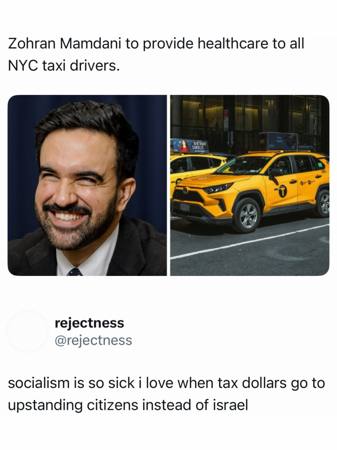 Zohran Mamdani to provide healthcare to all
NYC taxi drivers.
rejectness
@rejectness
socialism is so sick i love when tax dollars go to
upstanding citizens instead of israel